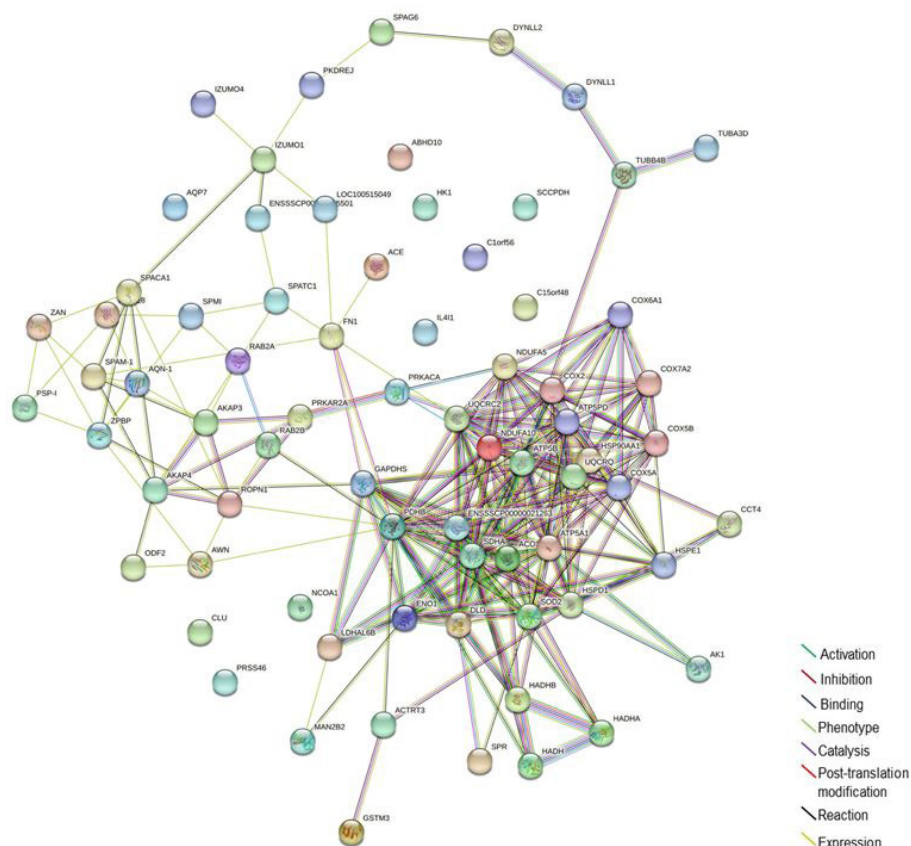 SPAG6
DYNLL2
PKDREJ
IZUMO4
DYNLL1
TUBA3D
IZUMO1
ABHD10
TUBB4B
AQP7
ENSSSCP00
5501
LOC100515049
HK1
SCCPDH
ACE
C1orf56
SPACA1
SPATC1
C15orf48
COX6A1
ZAN
SPMI
FN1
IL4I1
RAB2A
NDUFA5
SPAM-1
AQN-1
PRKACA
COX2
COX7A2
PSP-I
ZPBP
AKAP3
PRKAR2A
UQCRC2
ATP5PD
RAB2B
NDUFA10
COX5B
ATP5B
HSP90AA1
UQCRQ
AKAP4
ROPN1
GAPDHS
COX5A
PDHB
ENSSSCP00000021263
CCT4
ODF2
AWN
SDHA
ACO
ATP5A1
HSPE1
NCOA1
ENO1
DLD
SOD2
HSPD1
CLU
LDHAL6B
PRSS46
AK1
HADHB
MAN2B2
ACTRT3
HADHA
SPR
HADH
GSTM3
Activation
Inhibition
Binding
Phenotype
Catalysis
Post-translation
modification
Reaction
Expression